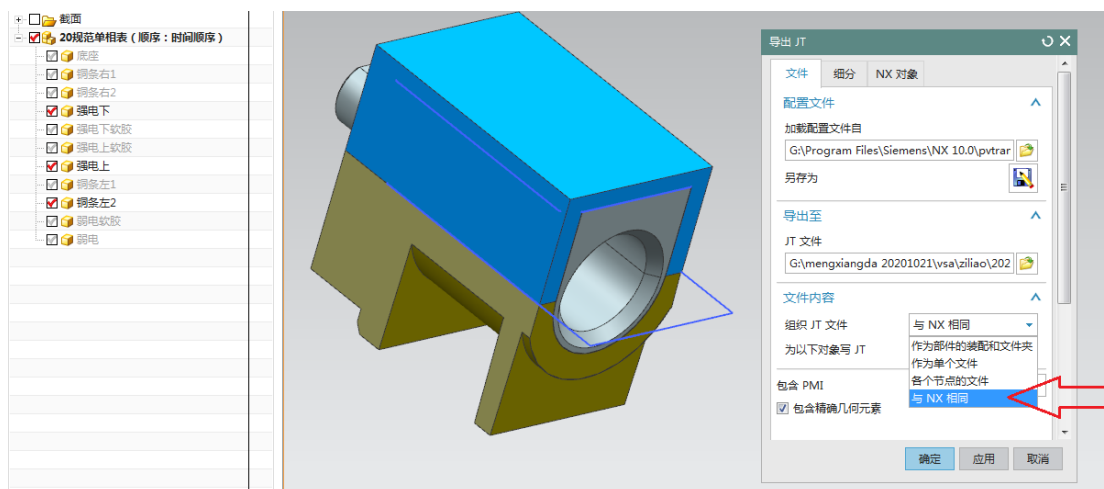 截面
20规范单相表（顺序：时间顺序）
底座
铜条右1
铜条右2
强电下
强电下软胶
强电上软胶
强电上
铜条左1
铜条左2
弱电软胶
弱电
导出 JT
文件 细分 NX 对象
配置文件
加载配置文件自
G:\Program Files\Siemens\NX 10.0\pvtrar
另存为
导出至
JT 文件
G:\mengxiangda 20201021\vsa\ziliao\202
文件内容
组织 JT 文件 与 NX 相同
为以下对象写 JT
作为部件的装配和文件夹
作为单个文件
各个节点的文件
与 NX 相同
包含 PMI
包含精确几何元素
确定 应用 取消